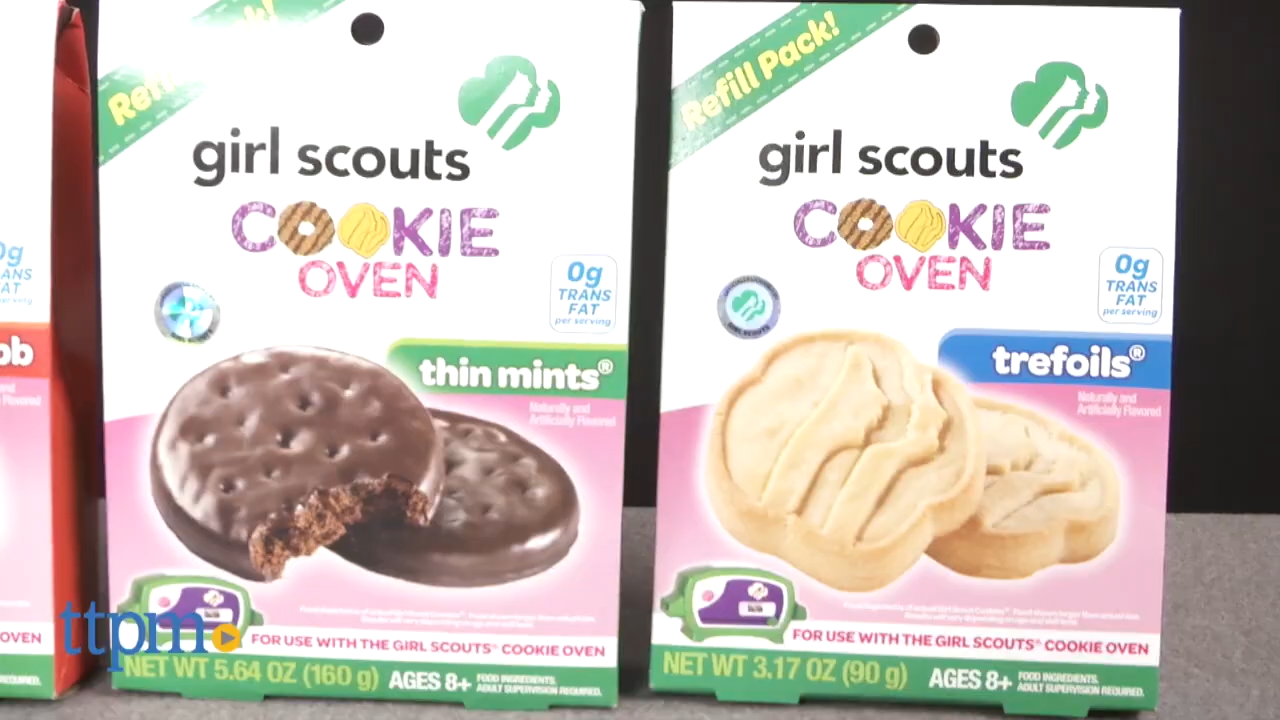 Refill Pack!
girl scouts
COOKIE
OVEN
0g
TRANS
FAT
per serving
thin mints®
Naturally and
Artificially Flavored
FOR USE WITH THE GIRL SCOUTS® COOKIE OVEN
NET WT 5.64 OZ (160 g) AGES 8+ FOOD INGREDIENTS.
ADULT SUPERVISION REQUIRED.
Refill Pack!
girl scouts
COOKIE
OVEN
0g
TRANS
FAT
per serving
trefoils®
Naturally and
Artificially Flavored
FOR USE WITH THE GIRL SCOUTS® COOKIE OVEN
NET WT 3.17 OZ (90 g) AGES 8+ FOOD INGREDIENTS.
ADULT SUPERVISION REQUIRED.
OVEN
ttpm